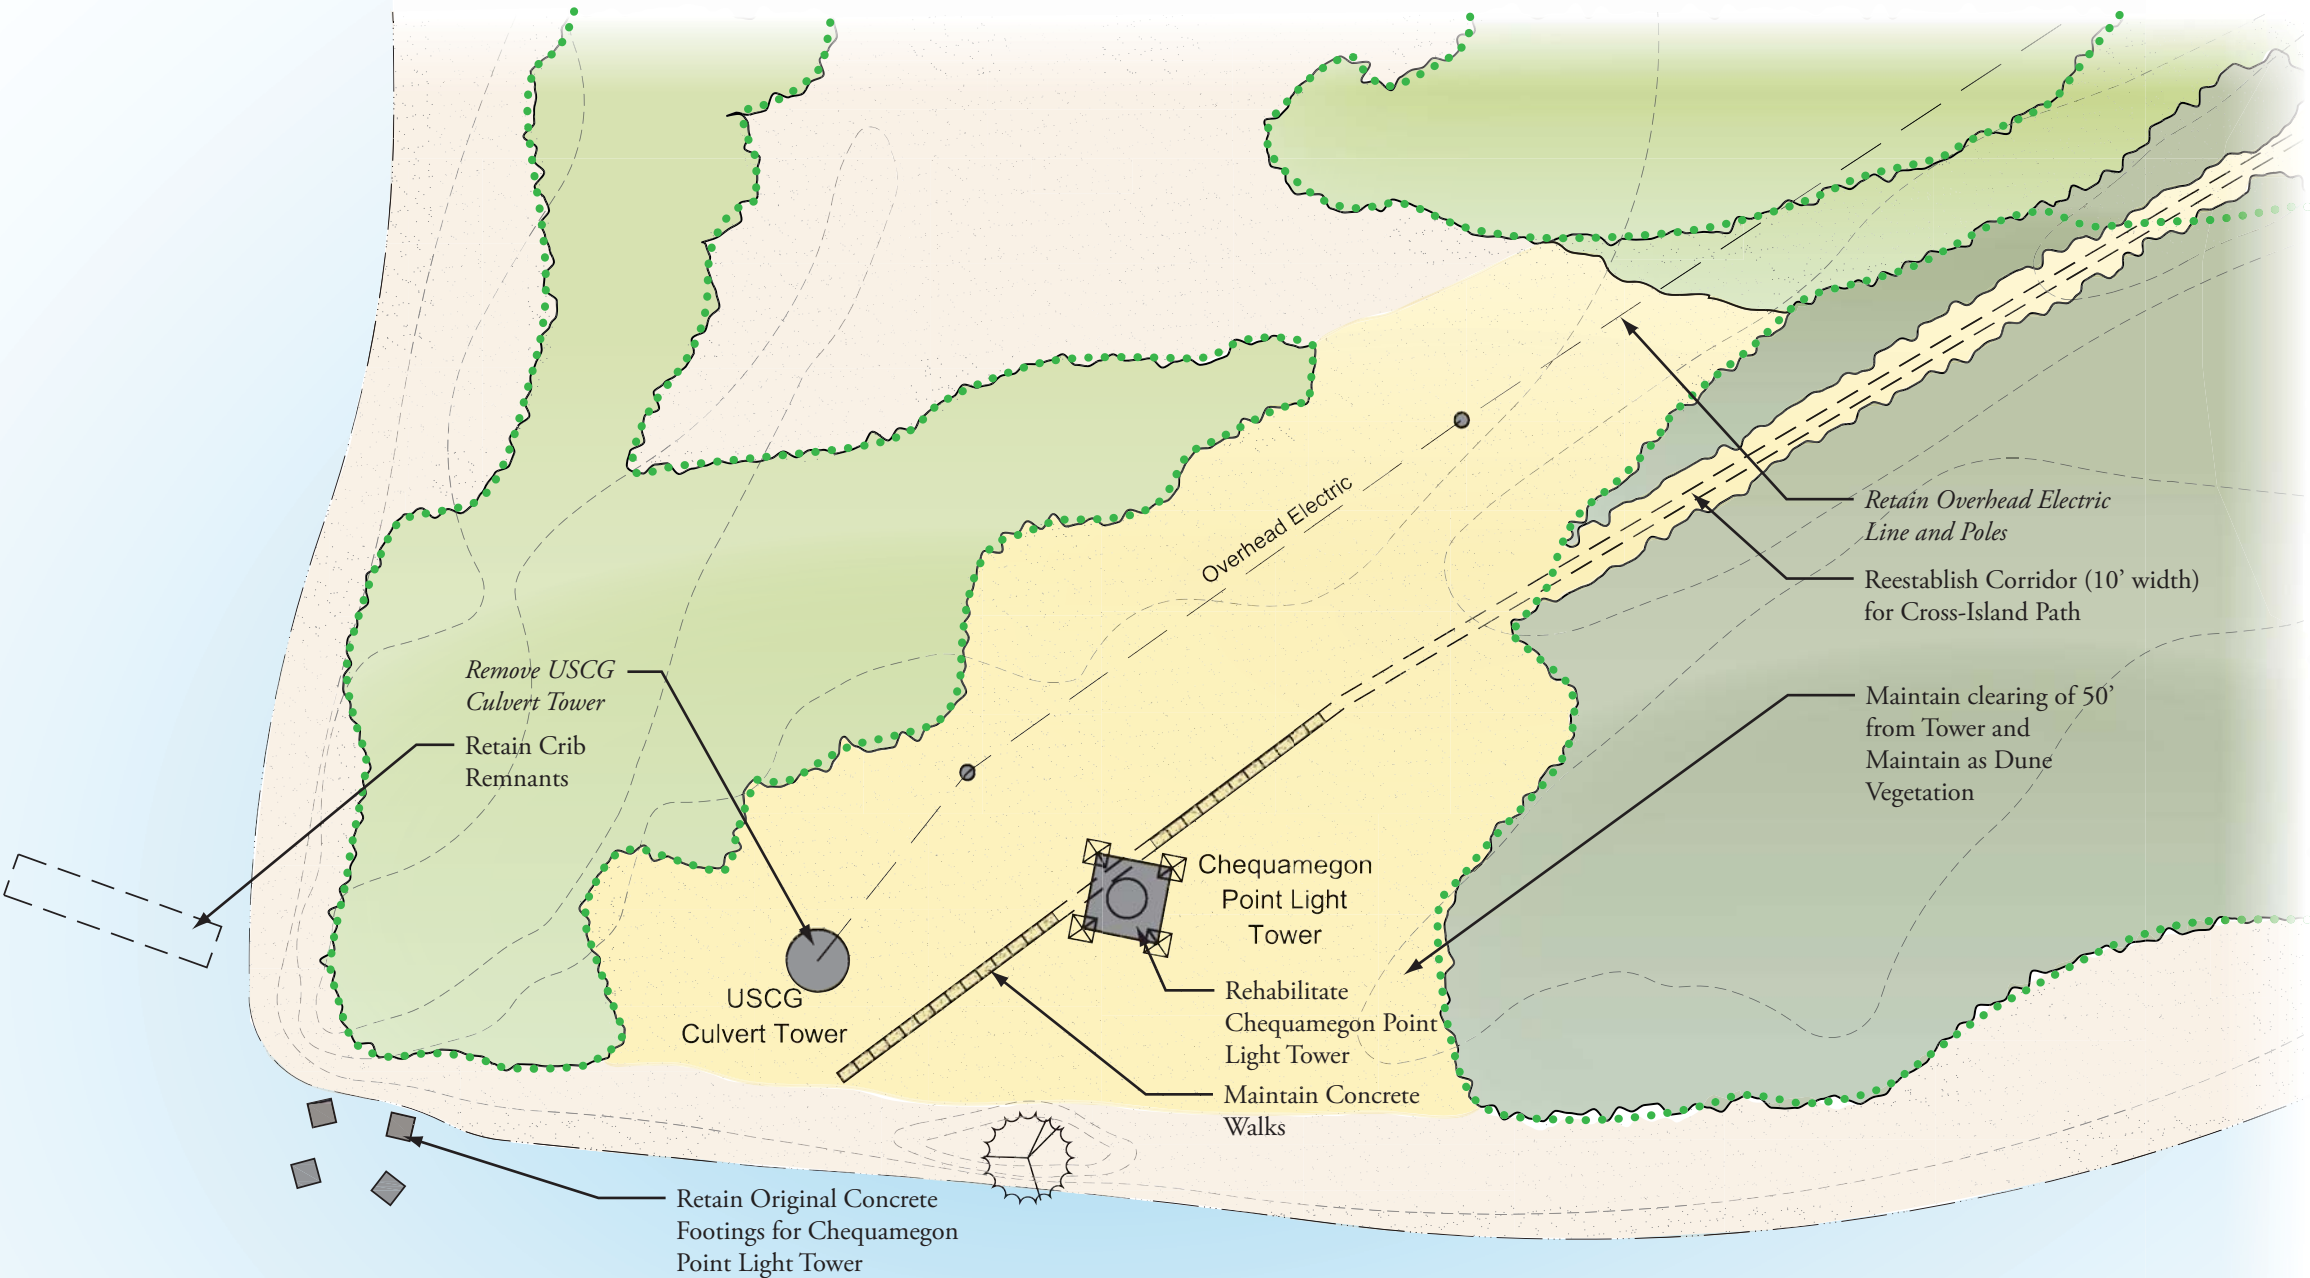 Overhead Electric
Retain Overhead Electric
Line and Poles
Reestablish Corridor (10’ width)
for Cross-Island Path
Remove USCG
Culvert Tower
Retain Crib
Remnants
Maintain clearing of 50’
from Tower and
Maintain as Dune
Vegetation
Chequamegon
Point Light
Tower
USCG
Culvert Tower
Rehabilitate
Chequamegon Point
Light Tower
Maintain Concrete
Walks
Retain Original Concrete
Footings for Chequamegon
Point Light Tower